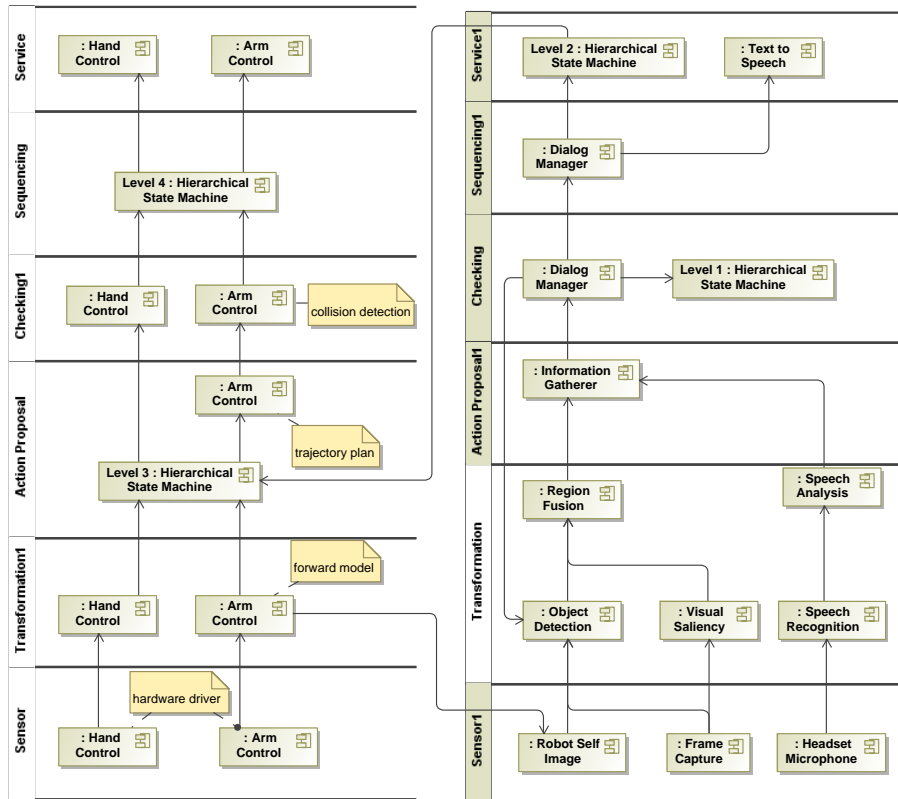 Service
: Hand
Control
: Arm
Control
Sequencing
Level 4 : Hierarchical
State Machine
Checking1
: Hand
Control
: Arm
Control
collision detection
Action Proposal
: Arm
Control
trajectory plan
Level 3 : Hierarchical
State Machine
Transformation1
forward model
: Hand
Control
: Arm
Control
Sensor
hardware driver
: Hand
Control
: Arm
Control
Service1
Level 2 : Hierarchical
State Machine
: Text to
Speech
Sequencing1
: Dialog
Manager
Checking
: Dialog
Manager
Level 1 : Hierarchical
State Machine
Action Proposal1
: Information
Gatherer
Transformation
: Region
Fusion
: Speech
Analysis
: Object
Detection
: Visual
Saliency
: Speech
Recognition
Sensor1
: Robot Self
Image
: Frame
Capture
: Headset
Microphone